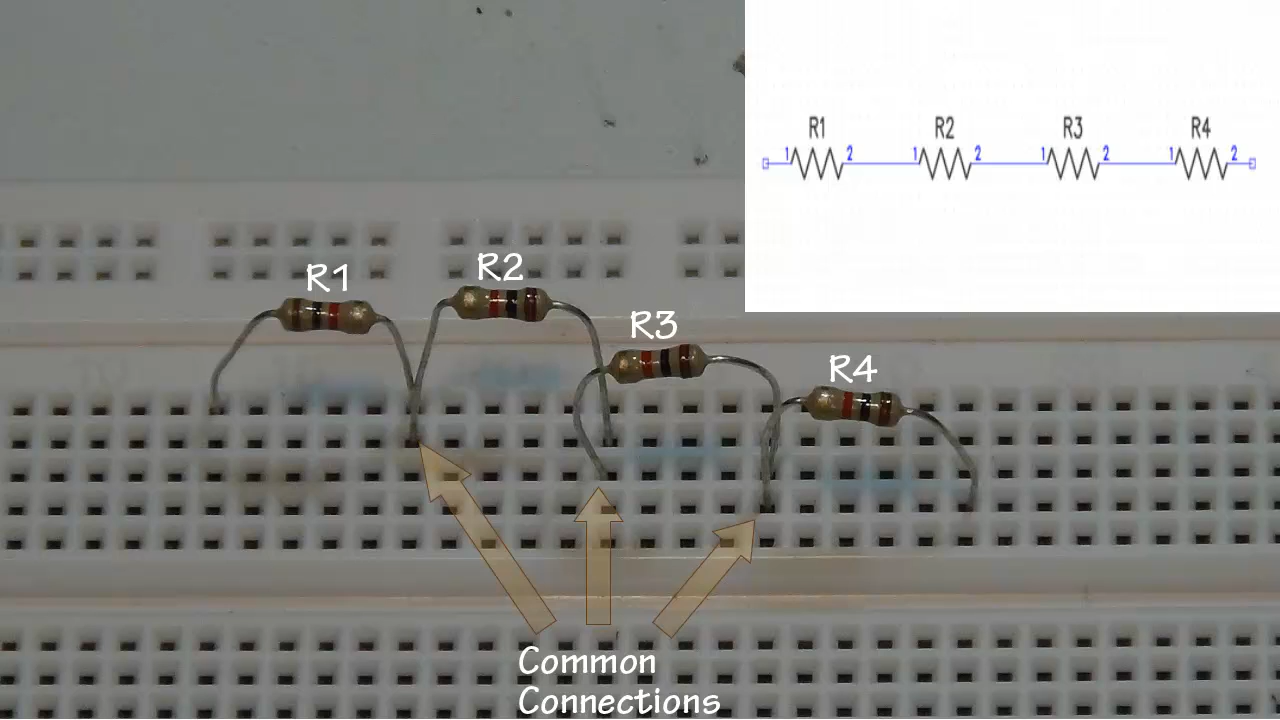 R1 R2 R3 R4
1 2 1 2 1 2 1 2
R1
R2
R3
R4
Common
Connections